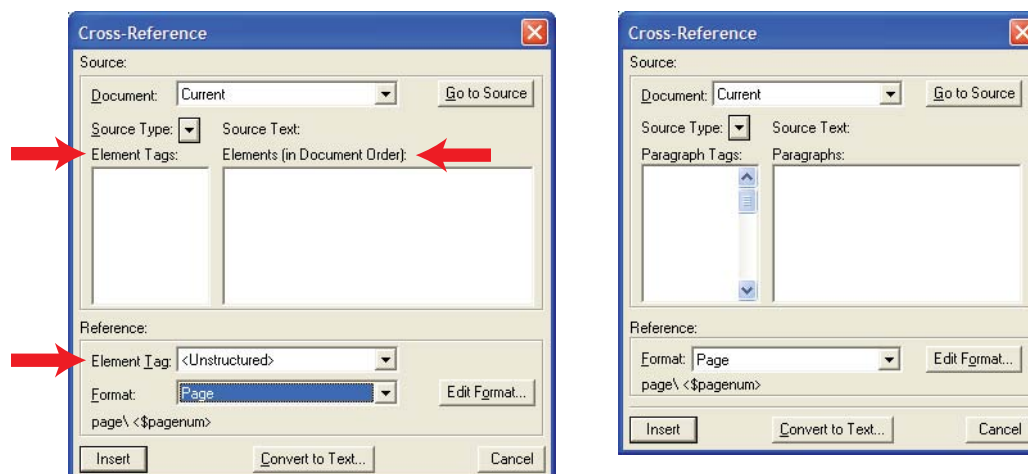 Cross-Reference
Source:
Document: Current Go to Source
Source Type: Source Text:
Element Tags: Elements (in Document Order):
Reference:
Element Tag: <Unstructured>
Format: Page Edit Format...
page\ <$pagenum>
Insert Convert to Text... Cancel
Cross-Reference
Source:
Document: Current Go to Source
Source Type: Source Text:
Paragraph Tags: Paragraphs:
Reference:
Format: Page Edit Format...
page\ <$pagenum>
Insert Convert to Text... Cancel